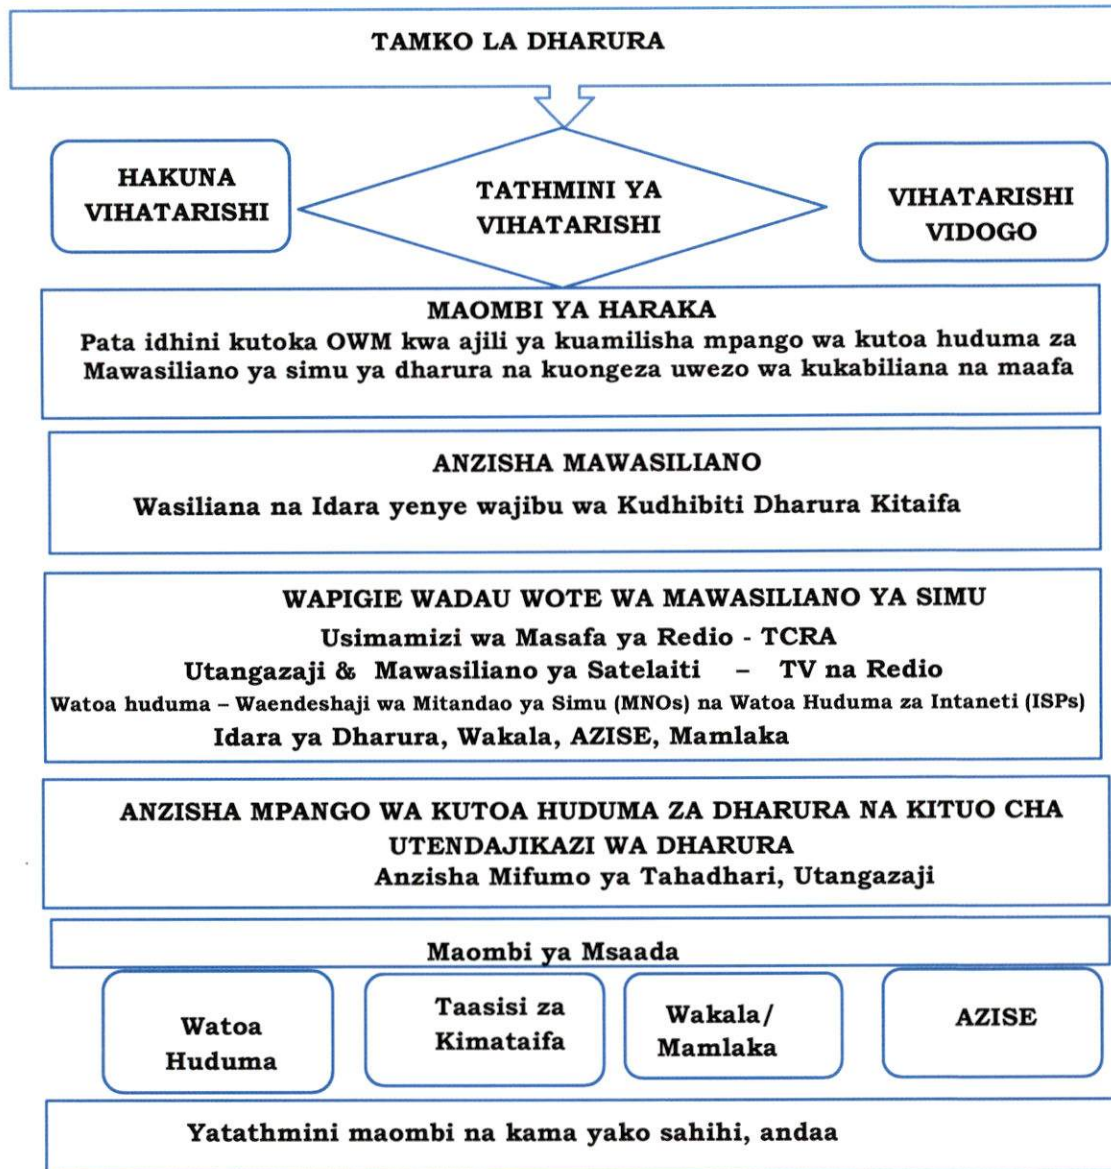 TAMKO LA DHARURA
HAKUNA
VIHATARISHI
TATHMINI YA
VIHATARISHI
VIHATARISHI
VIDOGO
MAOMBI YA HARAKA
Pata idhini kutoka OWM kwa ajili ya kuamilisha mpango wa kutoa huduma za
Mawasiliano ya simu ya dharura na kuongeza uwezo wa kukabiliana na maafa
ANZISHA MAWASILIANO
Wasiliana na Idara yenye wajibu wa Kudhibiti Dharura Kitaifa
WAPIGIE WADAU WOTE WA MAWASILIANO YA SIMU
Usimamizi wa Masafa ya Redio - TCRA
Utangazaji & Mawasiliano ya Satelaiti – TV na Redio
Watoa huduma – Waendeshaji wa Mitandao ya Simu (MNOs) na Watoa Huduma za Intaneti (ISPs)
Idara ya Dharura, Wakala, AZISE, Mamlaka
ANZISHA MPANGO WA KUTOA HUDUMA ZA DHARURA NA KITUO CHA
UTENDAJIKAZI WA DHARURA
Anzisha Mifumo ya Tahadhari, Utangazaji
Maombi ya Msaada
Watoa
Huduma
Taasisi za
Kimataifa
Wakala/
Mamlaka
AZISE
Yatathmini maombi na kama yako sahihi, andaa